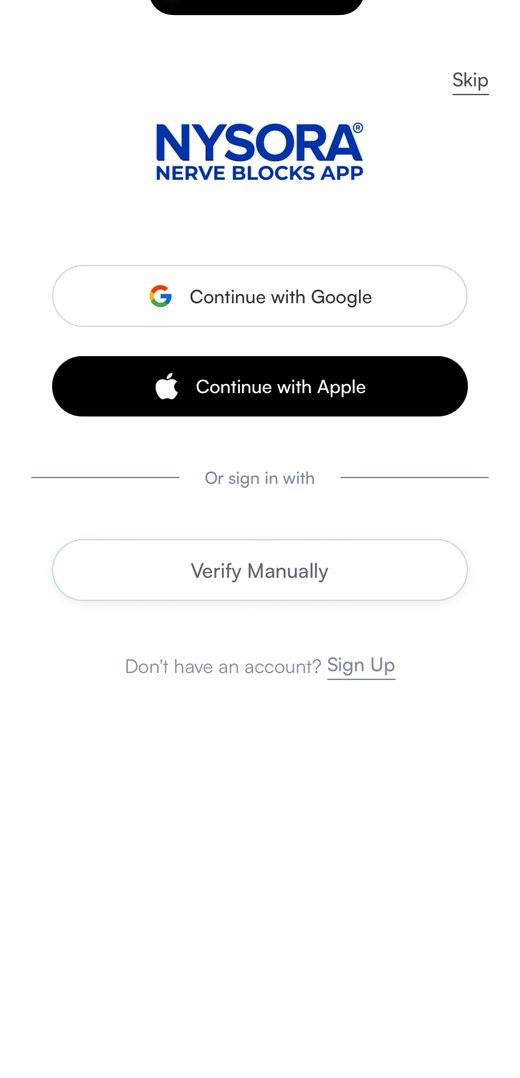 Skip
NYSORA®
NERVE BLOCKS APP
Continue with Google
Continue with Apple
Or sign in with
Verify Manually
Don't have an account? Sign Up